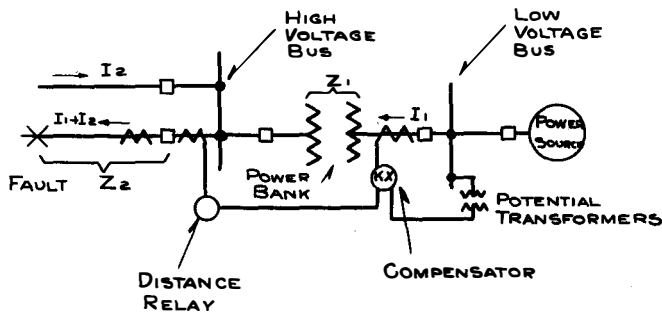 HIGH
VOLTAGE
BUS
LOW
VOLTAGE
BUS
I2
Z1
I1+I2
I1
POWER
SOURCE
FAULT
Z2
POWER
BANK
KX
POTENTIAL
TRANSFORMERS
DISTANCE
RELAY
COMPENSATOR